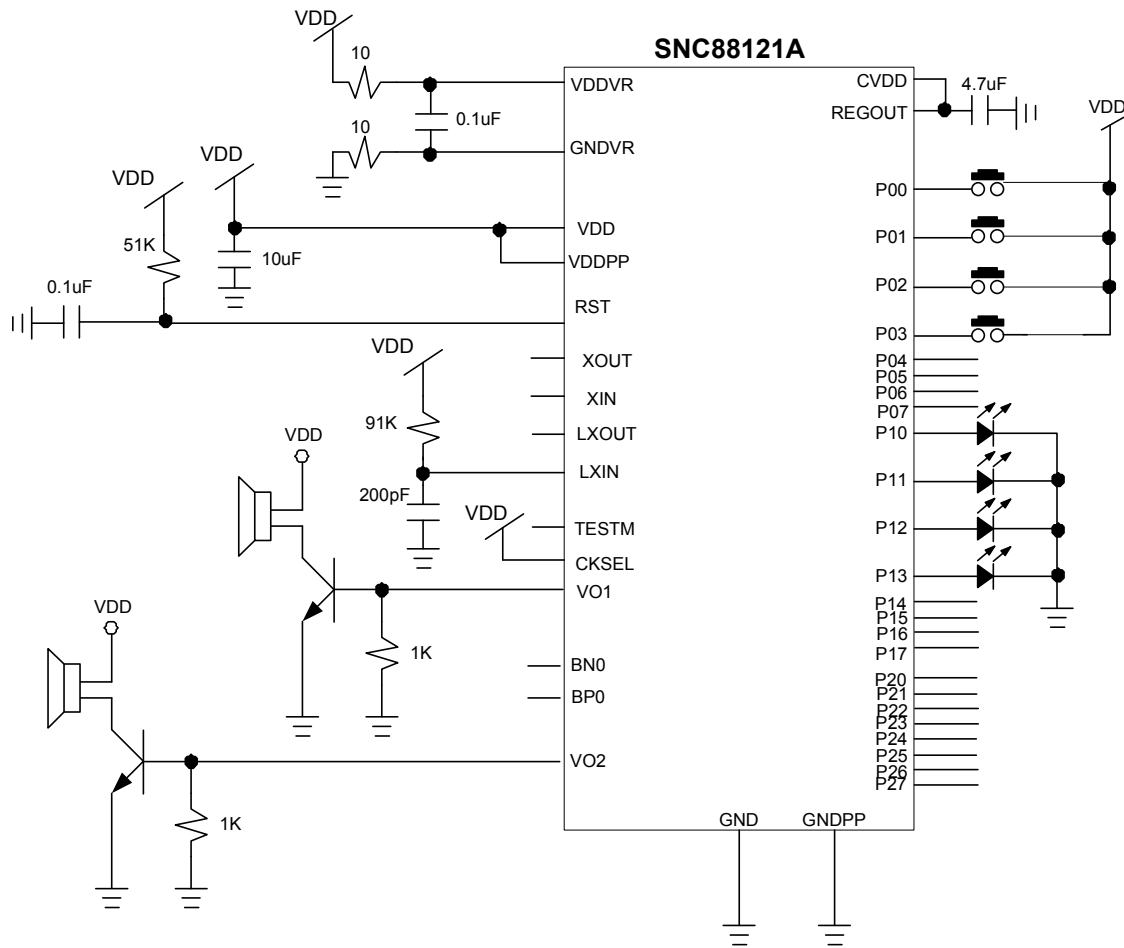 SNC88121A
VDD
10
VDDVR
0.1uF
10
GNDVR
VDD
VDD
VDD
10uF
VDDPP
51K
0.1uF
RST
VDD
XOUT
XIN
91K
LXOUT
LXIN
200pF
VDD
TESTM
CKSEL
VDD
VO1
1K
BN0
BP0
VDD
VO2
1K
CVDD
4.7uF
REGOUT
VDD
P00
P01
P02
P03
P04
P05
P06
P07
P10
P11
P12
P13
P14
P15
P16
P17
P20
P21
P22
P23
P24
P25
P26
P27
GND
GNDPP